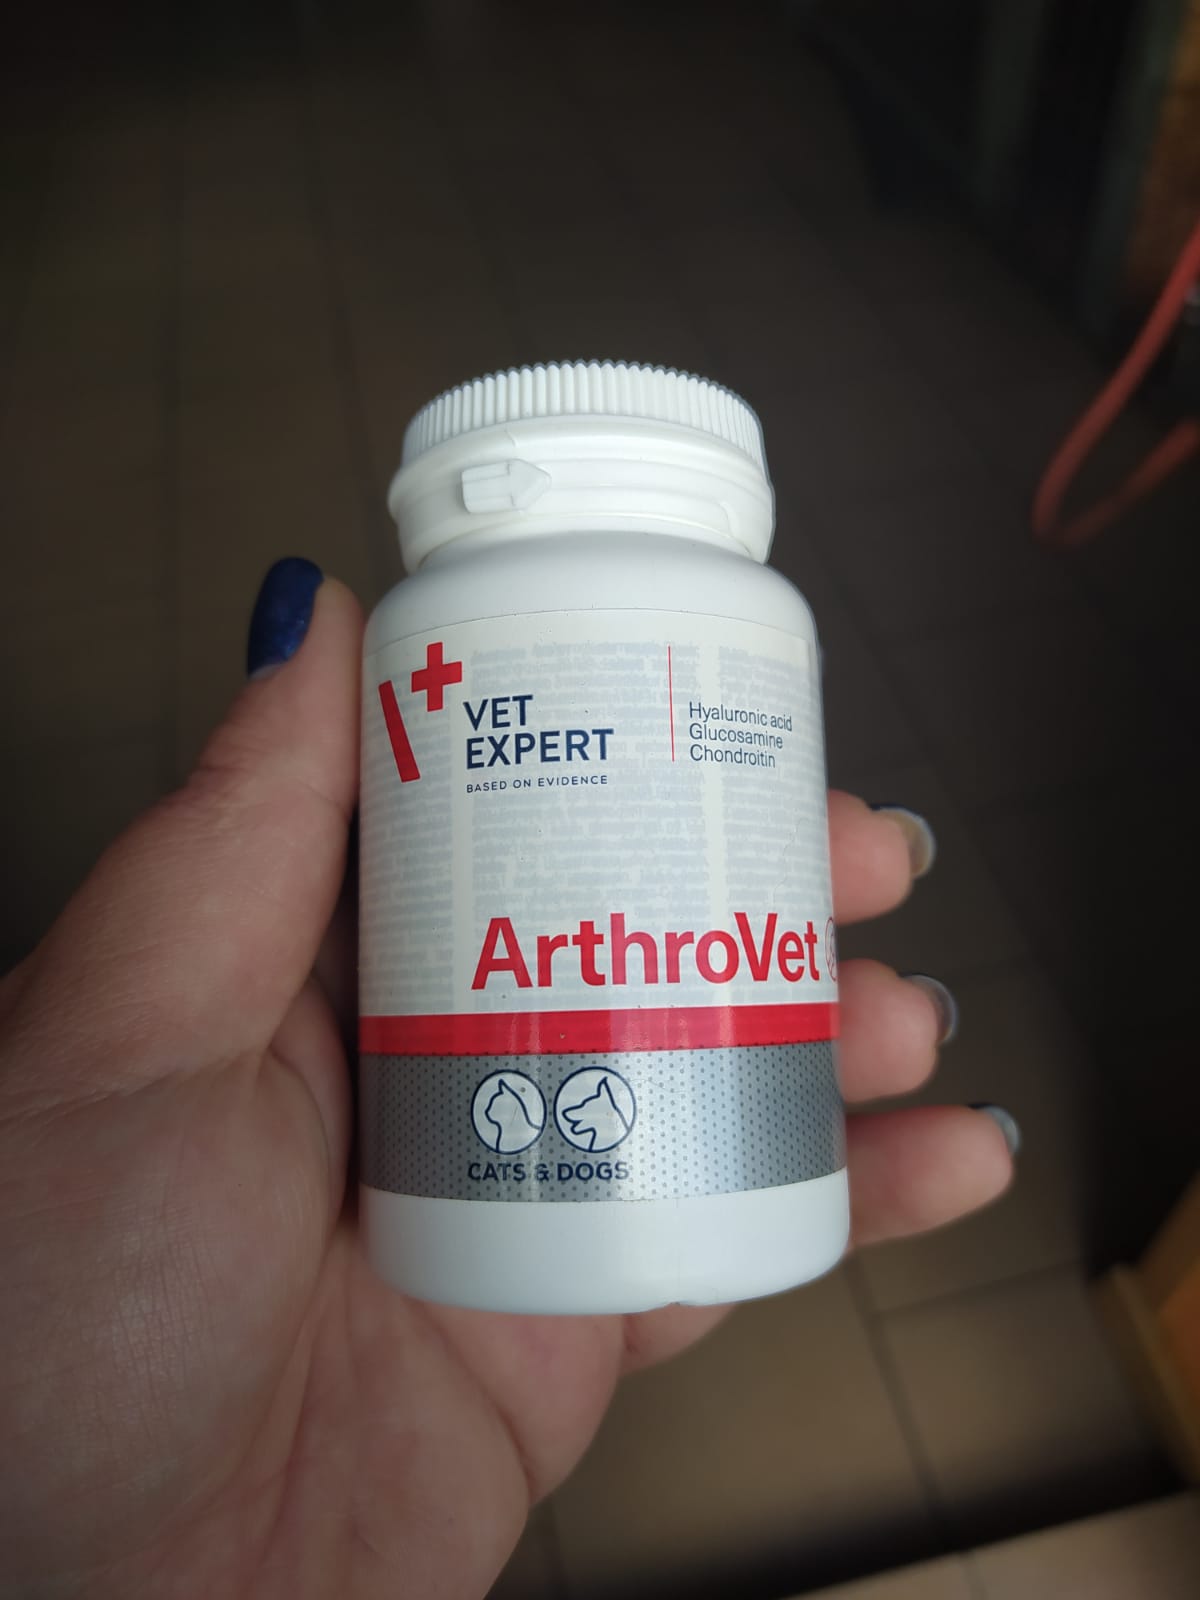 VET
EXPERT
BASED ON EVIDENCE
Hyaluronic acid
Glucosamine
Chondroitin
ArthroVet
CATS & DOGS